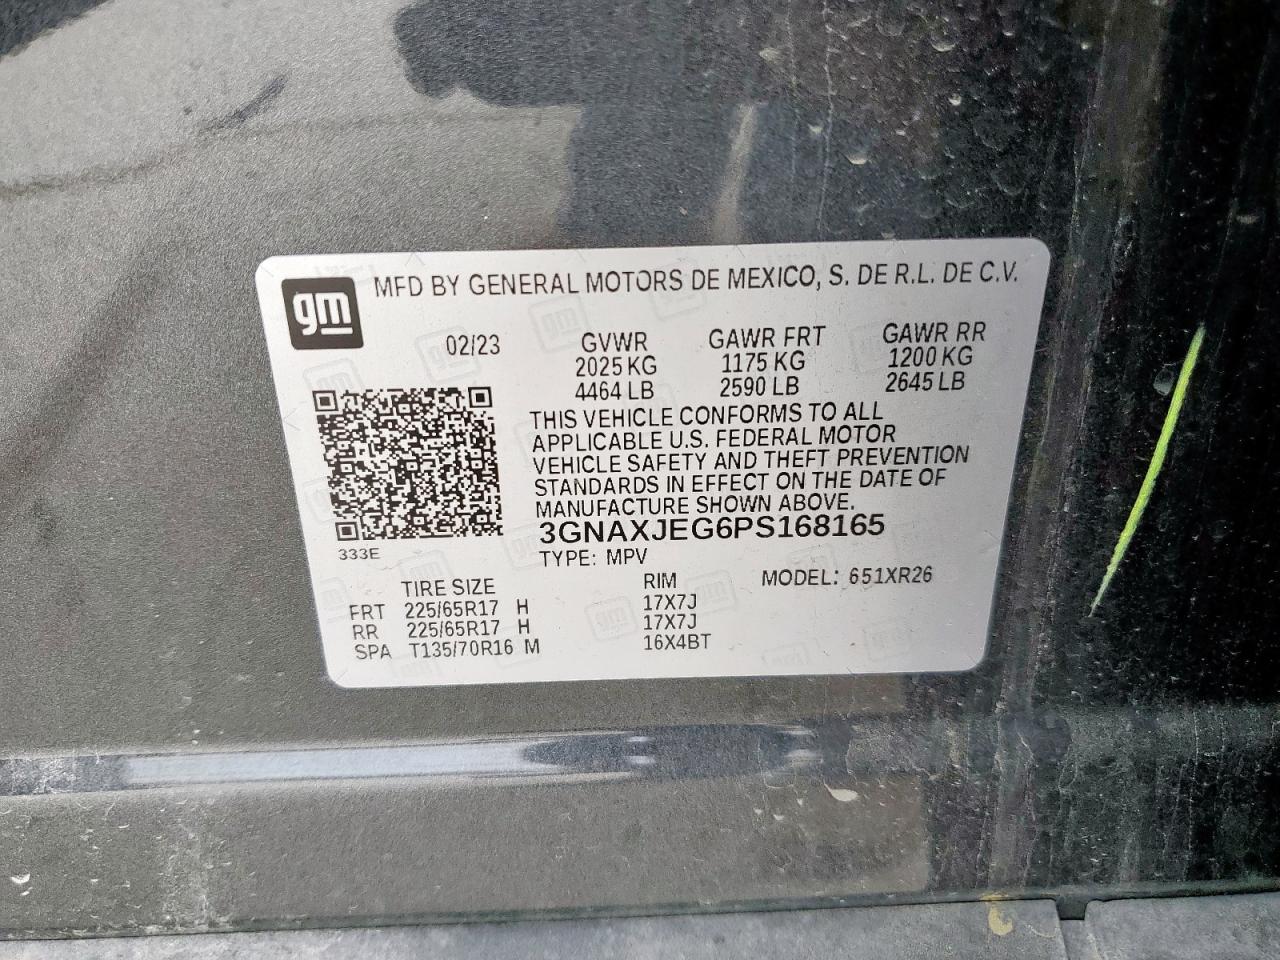 gm
MFD BY GENERAL MOTORS DE MEXICO, S. DE R.L. DE C.V.
02/23 GVWR GAWR FRT GAWR RR
2025 KG 1175 KG 1200 KG
4464 LB 2590 LB 2645 LB
THIS VEHICLE CONFORMS TO ALL
APPLICABLE U.S. FEDERAL MOTOR
VEHICLE SAFETY AND THEFT PREVENTION
STANDARDS IN EFFECT ON THE DATE OF
MANUFACTURE SHOWN ABOVE.
3GNAXJEG6PS168165
333E
TYPE: MPV
TIRE SIZE RIM MODEL: 651XR26
FRT 225/65R17 H 17X7J
RR 225/65R17 H 17X7J
SPA T135/70R16 M 16X4BT